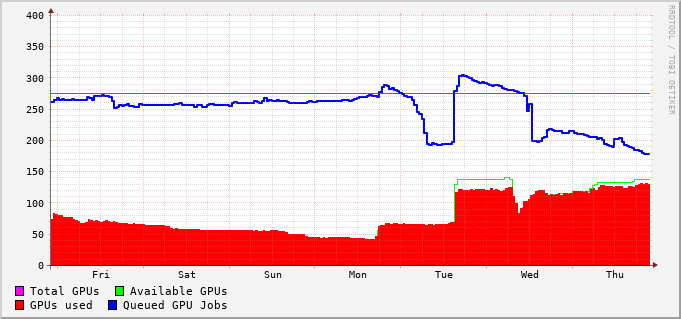 400
350
300
250
200
150
100
50
0
Fri Sat Sun Mon Tue Wed Thu
Total GPUs Available GPUs
GPUs used Queued GPU Jobs
RRDTOOL / TOBI OETIKER